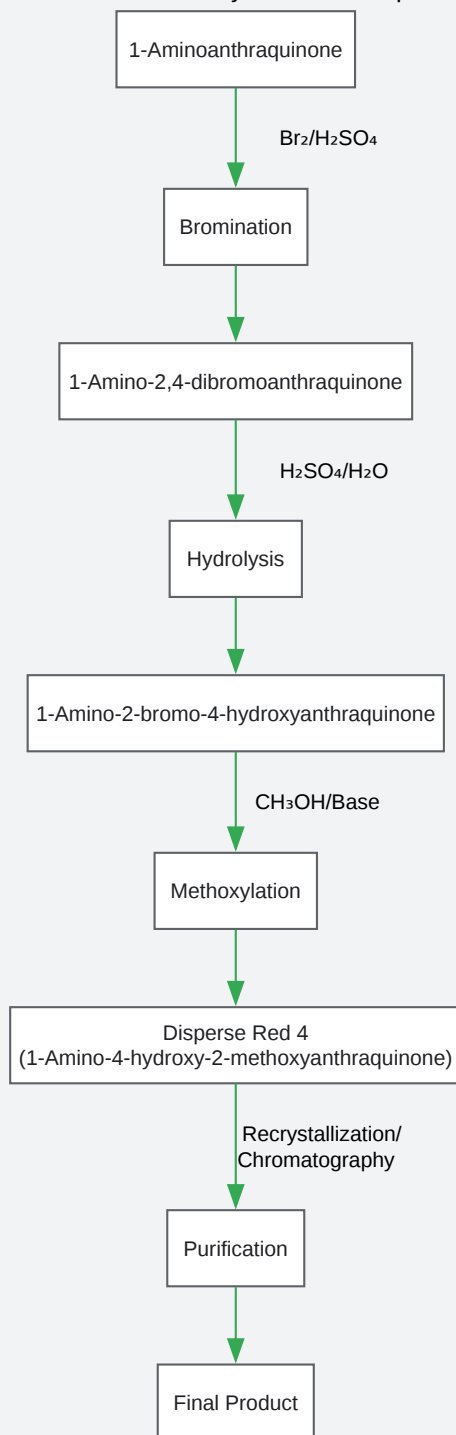 1-Aminoanthraquinone
Br₂/H₂SO₄
Bromination
1-Amino-2,4-dibromoanthraquinone
H₂SO₄/H₂O
Hydrolysis
1-Amino-2-bromo-4-hydroxyanthraquinone
CH₃OH/Base
Methoxylation
Disperse Red 4
(1-Amino-4-hydroxy-2-methoxyanthraquinone)
Recrystallization/
Chromatography
Purification
Final Product